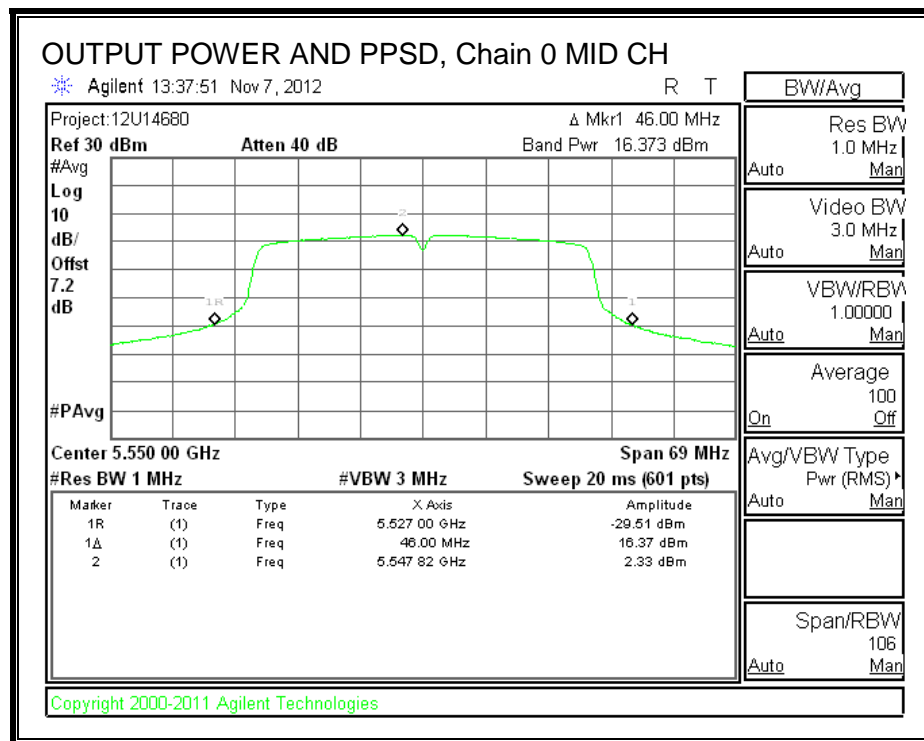 OUTPUT POWER AND PPSD, Chain 0 MID CH
Agilent 13:37:51 Nov 7, 2012 R T
Project:12U14680 Δ Mkr1 46.00 MHz
Ref 30 dBm Atten 40 dB Band Pwr 16.373 dBm
#Avg
Log
10
dB/
Offst
7.2
dB
2
1R
1
#PAvg
Center 5.550 00 GHz Span 69 MHz
#Res BW 1 MHz #VBW 3 MHz Sweep 20 ms (601 pts)
Marker Trace Type X Axis Amplitude
1R (1) Freq 5.527 00 GHz -29.51 dBm
1Δ (1) Freq 46.00 MHz 16.37 dBm
2 (1) Freq 5.547 82 GHz 2.33 dBm
BW/Avg
Res BW
1.0 MHz
Auto Man
Video BW
3.0 MHz
Auto Man
VBW/RBW
1.00000
Auto Man
Average
100
On Off
Avg/VBW Type
Pwr (RMS)
Auto Man
Span/RBW
106
Auto Man
Copyright 2000-2011 Agilent Technologies